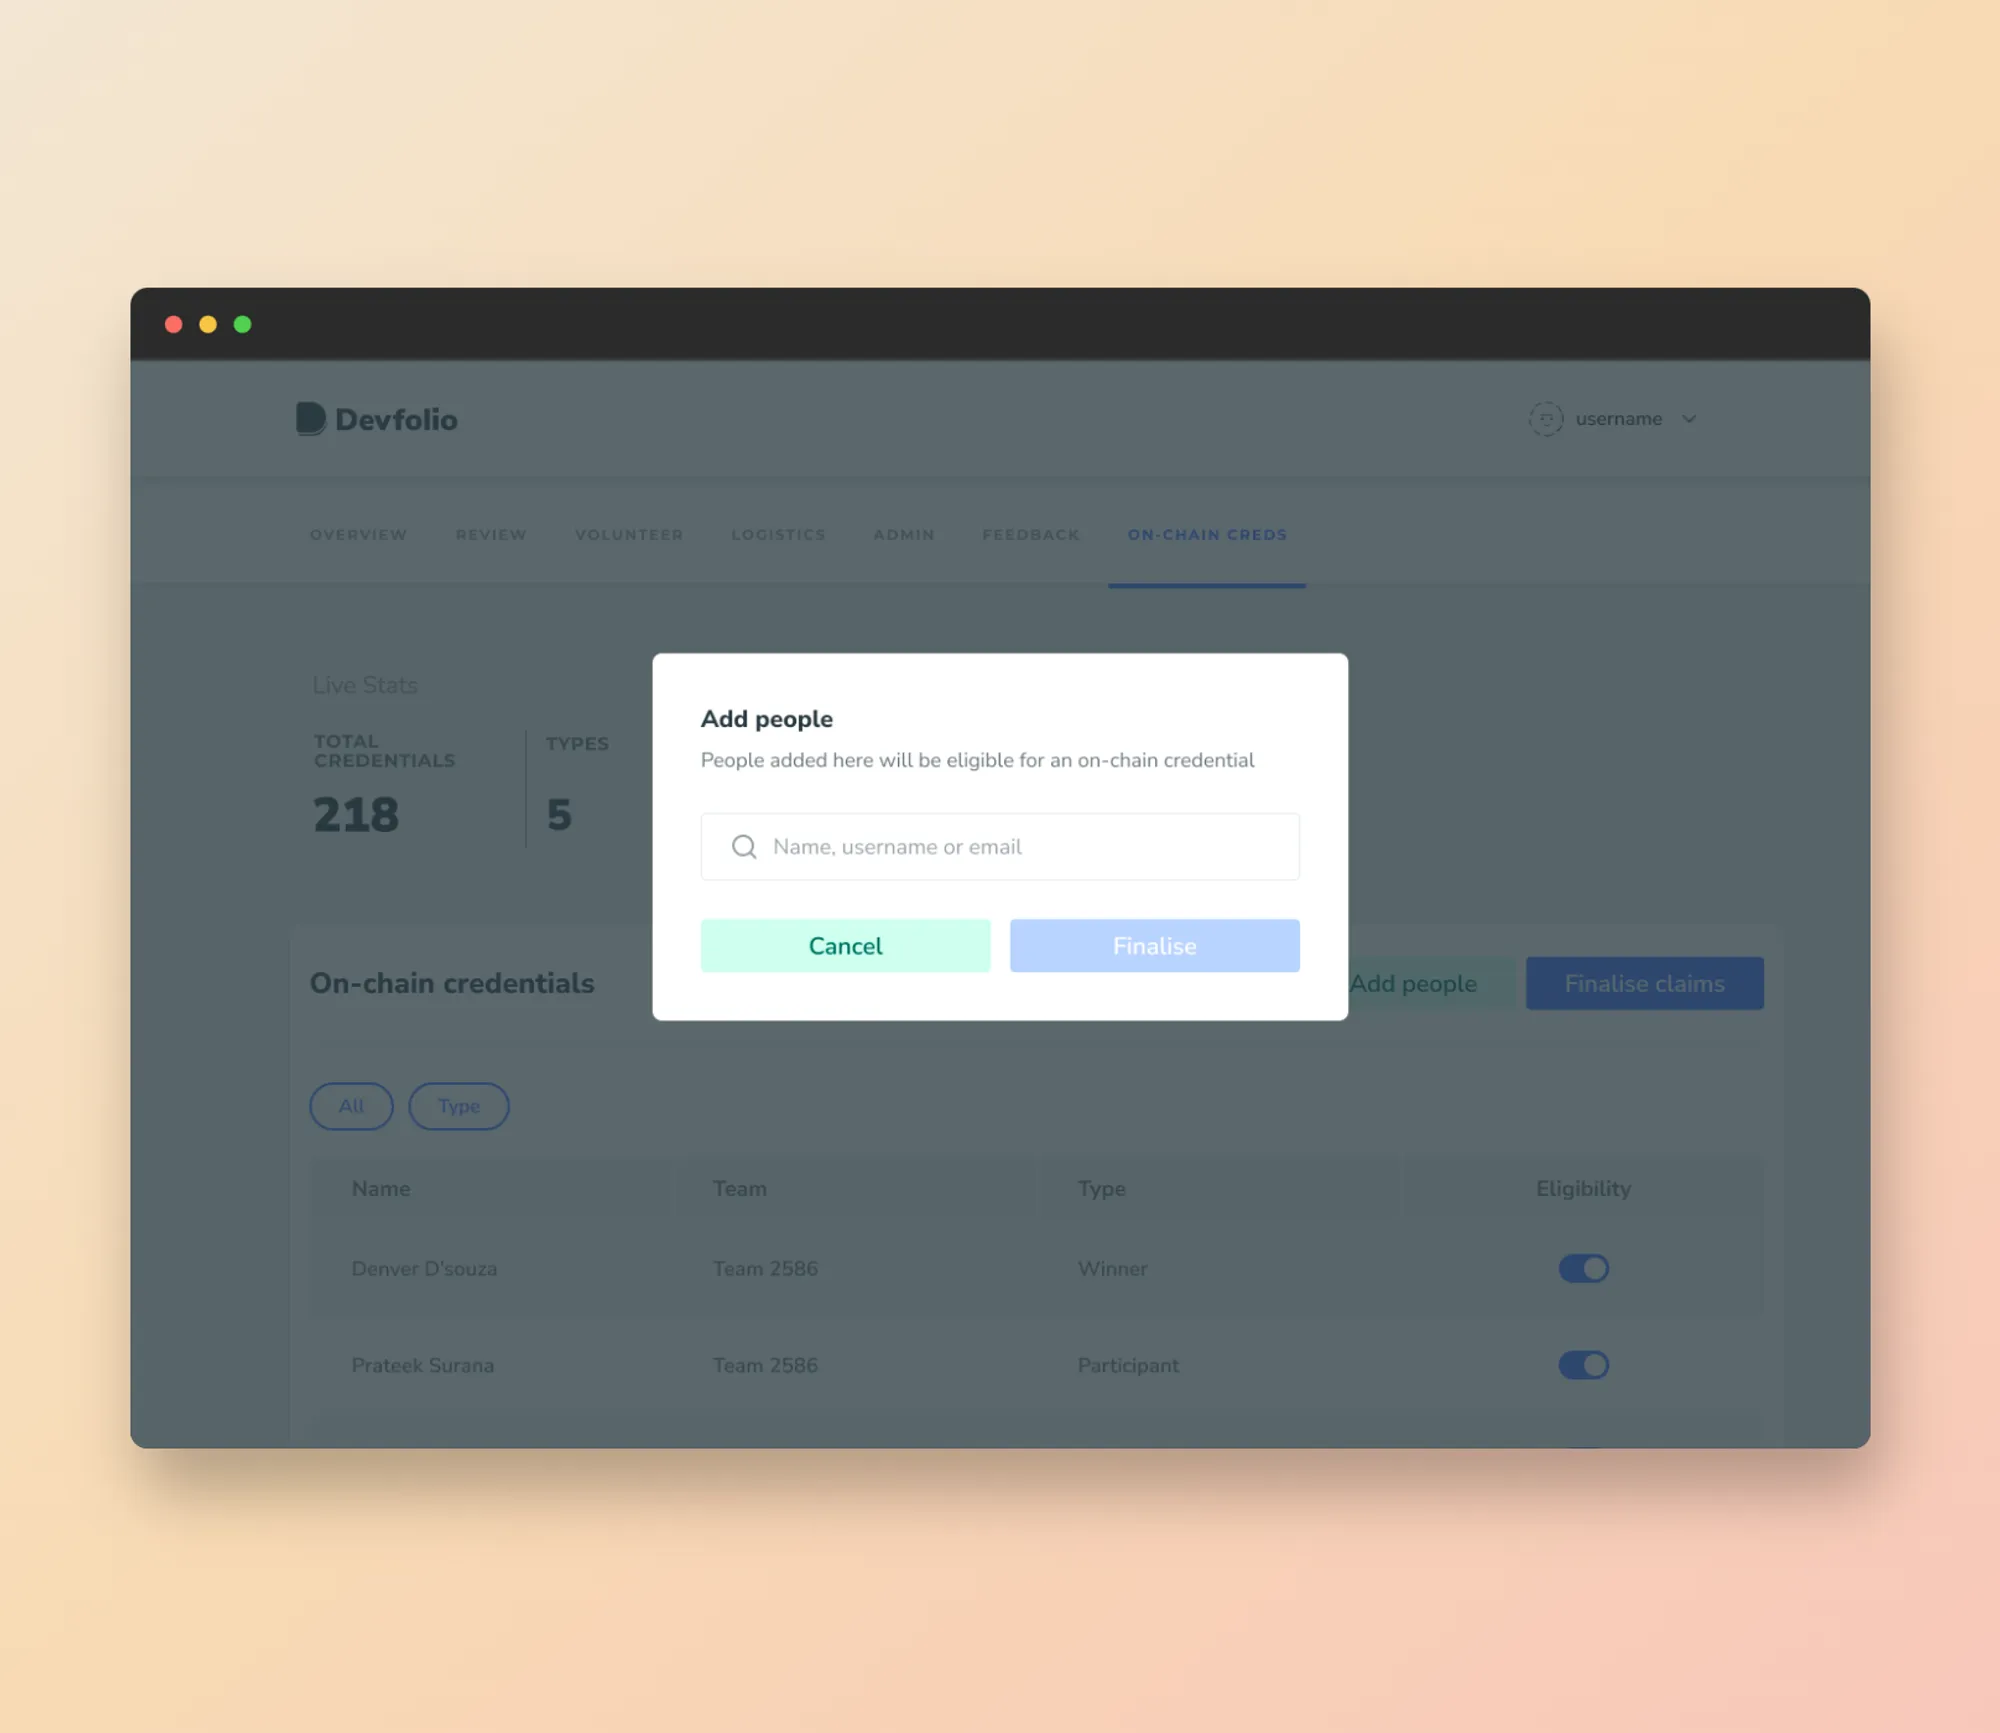 Devfolio
username
OVERVIEW REVIEW VOLUNTEER LOGISTICS ADMIN FEEDBACK ON-CHAIN CREDS
Live Stats
TOTAL
CREDENTIALS
218
TYPES
5
Add people
People added here will be eligible for an on-chain credential
Name, username or email
Cancel Finalise
On-chain credentials
Add people Finalise claims
All Type
Name Team Type Eligibility
Denver D'souza Team 2586 Winner
Prateek Surana Team 2586 Participant